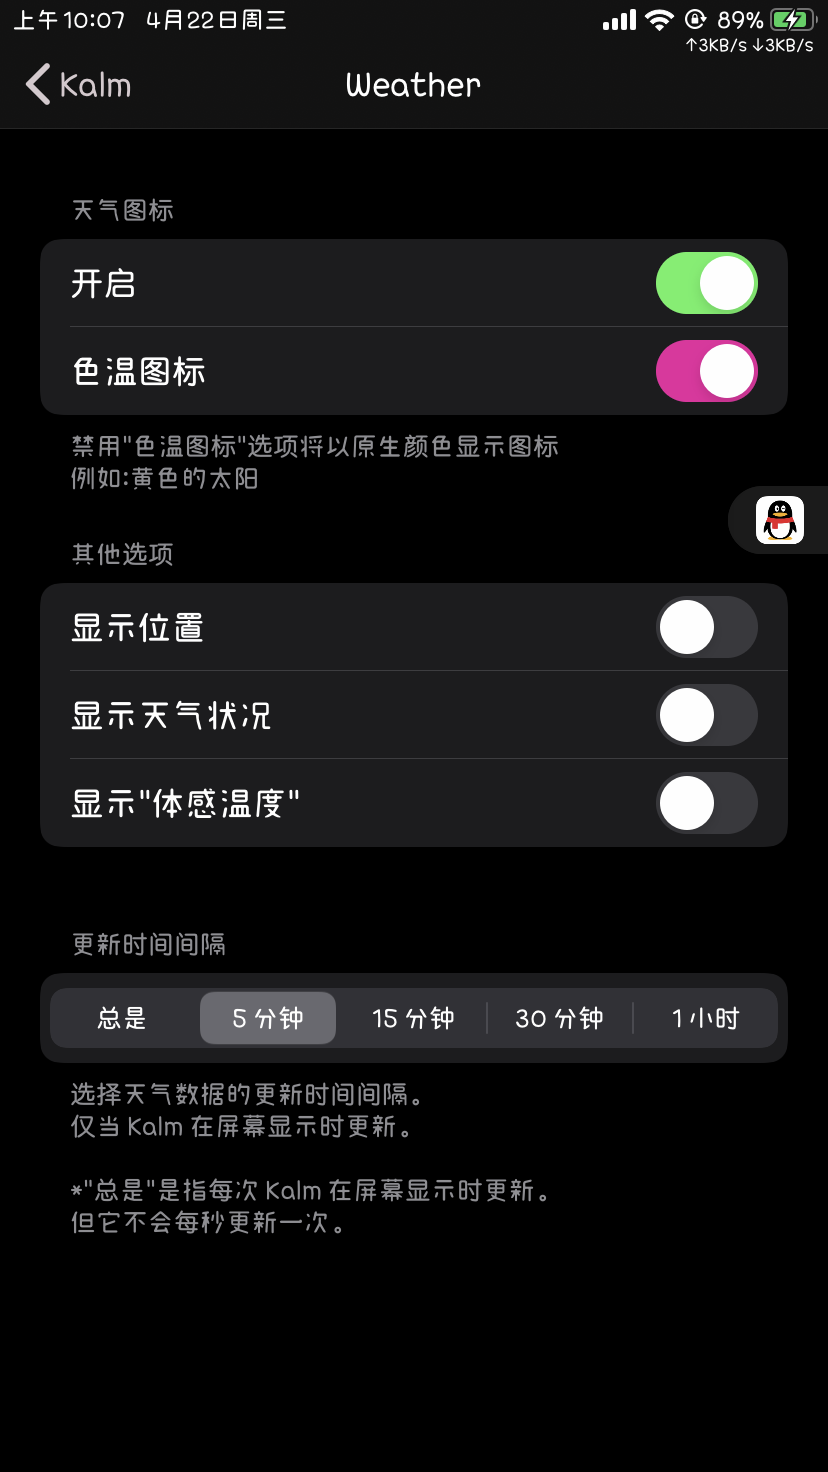 上午10:07 4月22日周三 89%
↑3KB/s ↓3KB/s
Kalm Weather
天气图标
开启
色温图标
禁用"色温图标"选项将以原生颜色显示图标
例如:黄色的太阳
其他选项
显示位置
显示天气状况
显示"体感温度"
更新时间间隔
总是 5 分钟 15 分钟 30 分钟 1 小时
选择天气数据的更新时间间隔。
仅当 Kalm 在屏幕显示时更新。
*"总是"是指每次 Kalm 在屏幕显示时更新。
但它不会每秒更新一次。